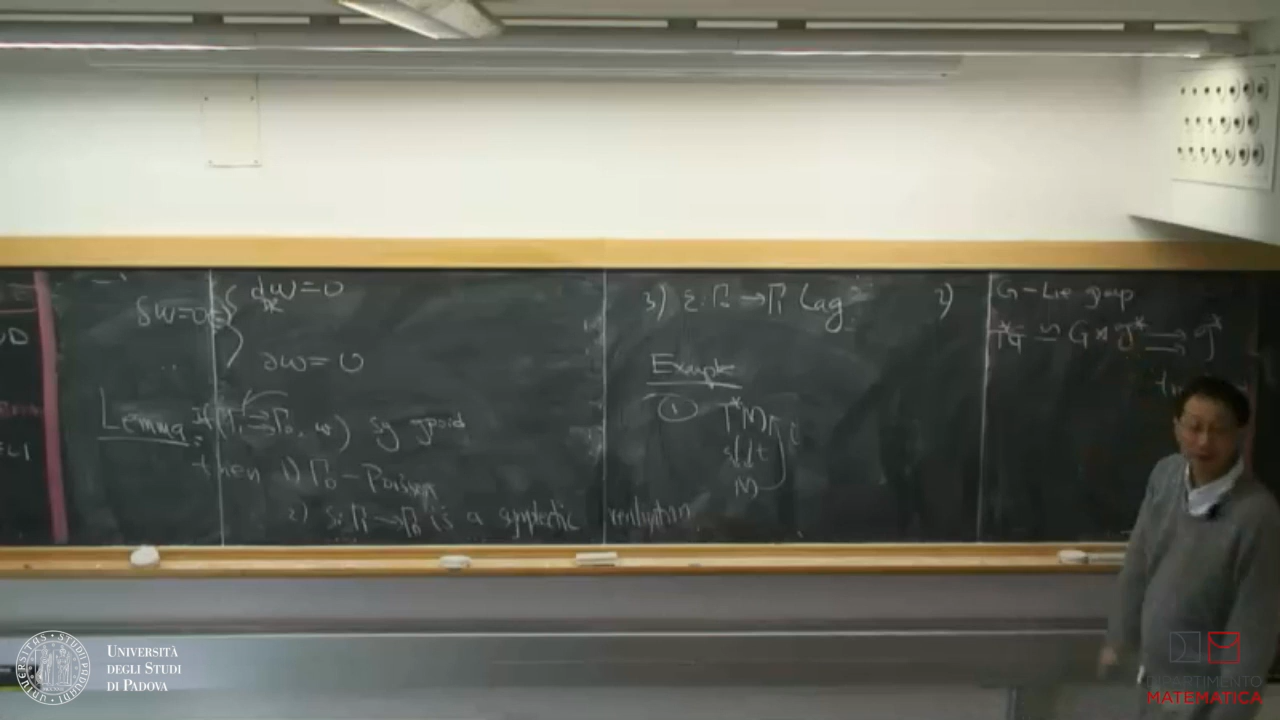 δω=0 ⇔ { dω=0
∂ω=0
Lemma: If (Γ₁⇉Γ₀, ω) sy gpoid
then 1) Γ₀ - Poisson
2) s: Γ₁→Γ₀ is a symplectic realization
3) ε: Γ₀→Γ₁ Lag
Example
① T*M
s↓↓t
M
2) G-Lie group
T*G ≃ G⋊g* ⇉ g*
UNIVERSITÀ
DEGLI STUDI
DI PADOVA
DIPARTIMENTO
MATEMATICA